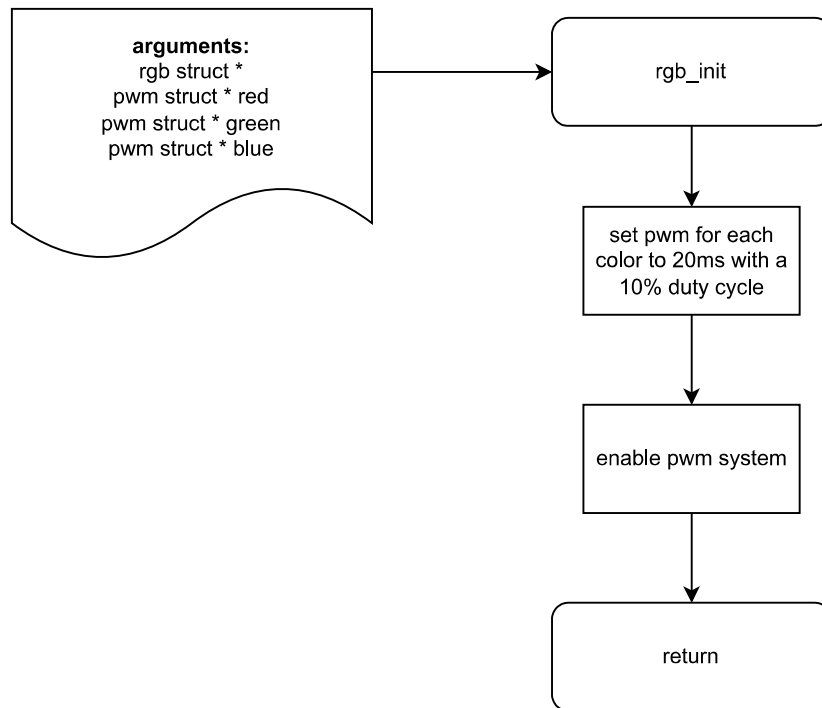 arguments:
rgb struct *
pwm struct * red
pwm struct * green
pwm struct * blue
rgb_init
set pwm for each
color to 20ms with a
10% duty cycle
enable pwm system
return